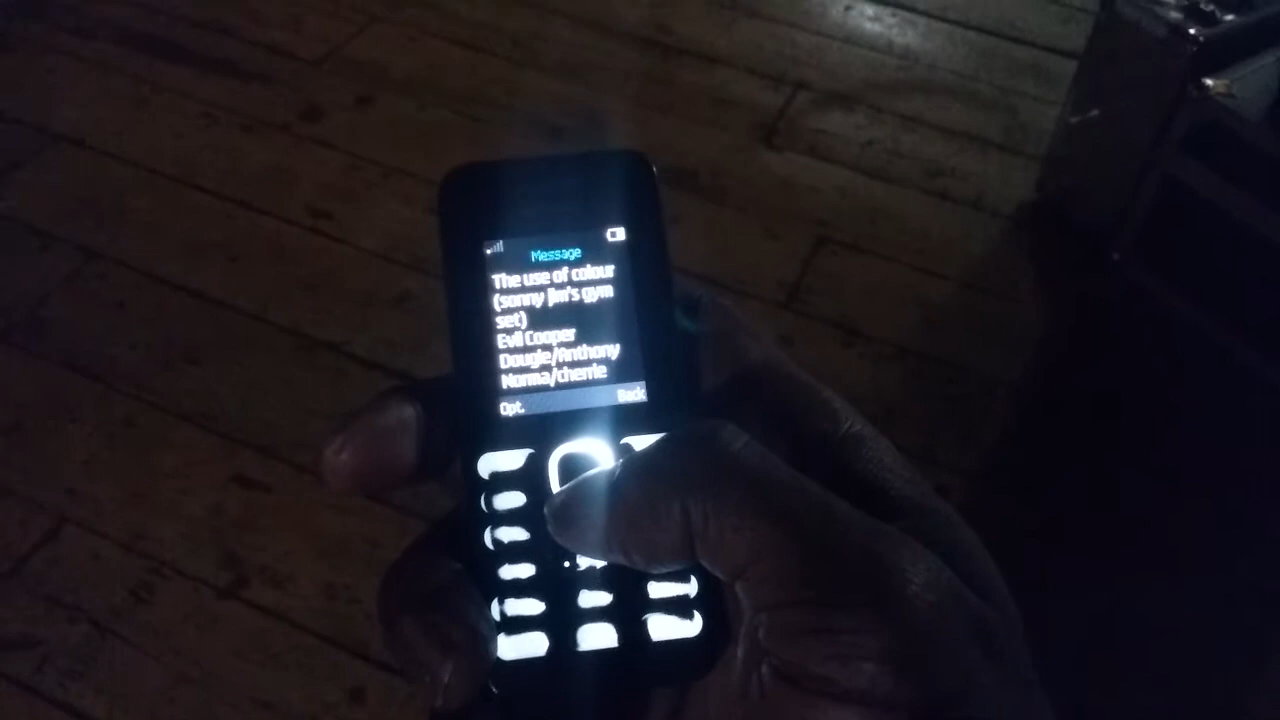 Message
The use of colour
(sonny jim's gym
set)
Evil Cooper
Dougie/Anthony
Norma/cherrie
Opt.
Back